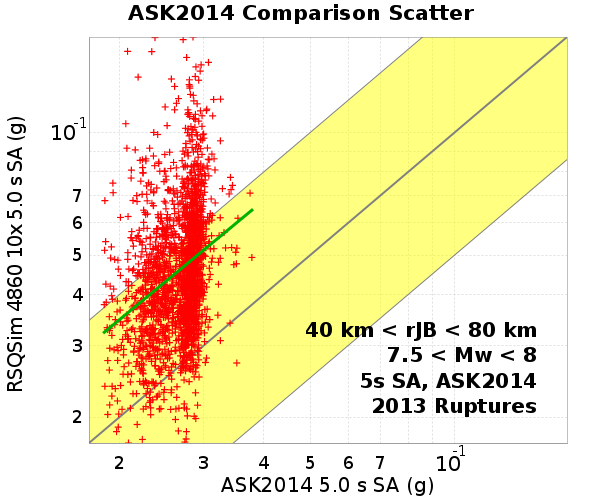 ASK2014 Comparison Scatter
RSQSim 4860 10x 5.0 s SA (g)
10⁻¹
7
6
5
4
3
2
40 km < rJB < 80 km
7.5 < Mw < 8
5s SA, ASK2014
2013 Ruptures
2 3 4 5 6 7 10⁻¹
ASK2014 5.0 s SA (g)